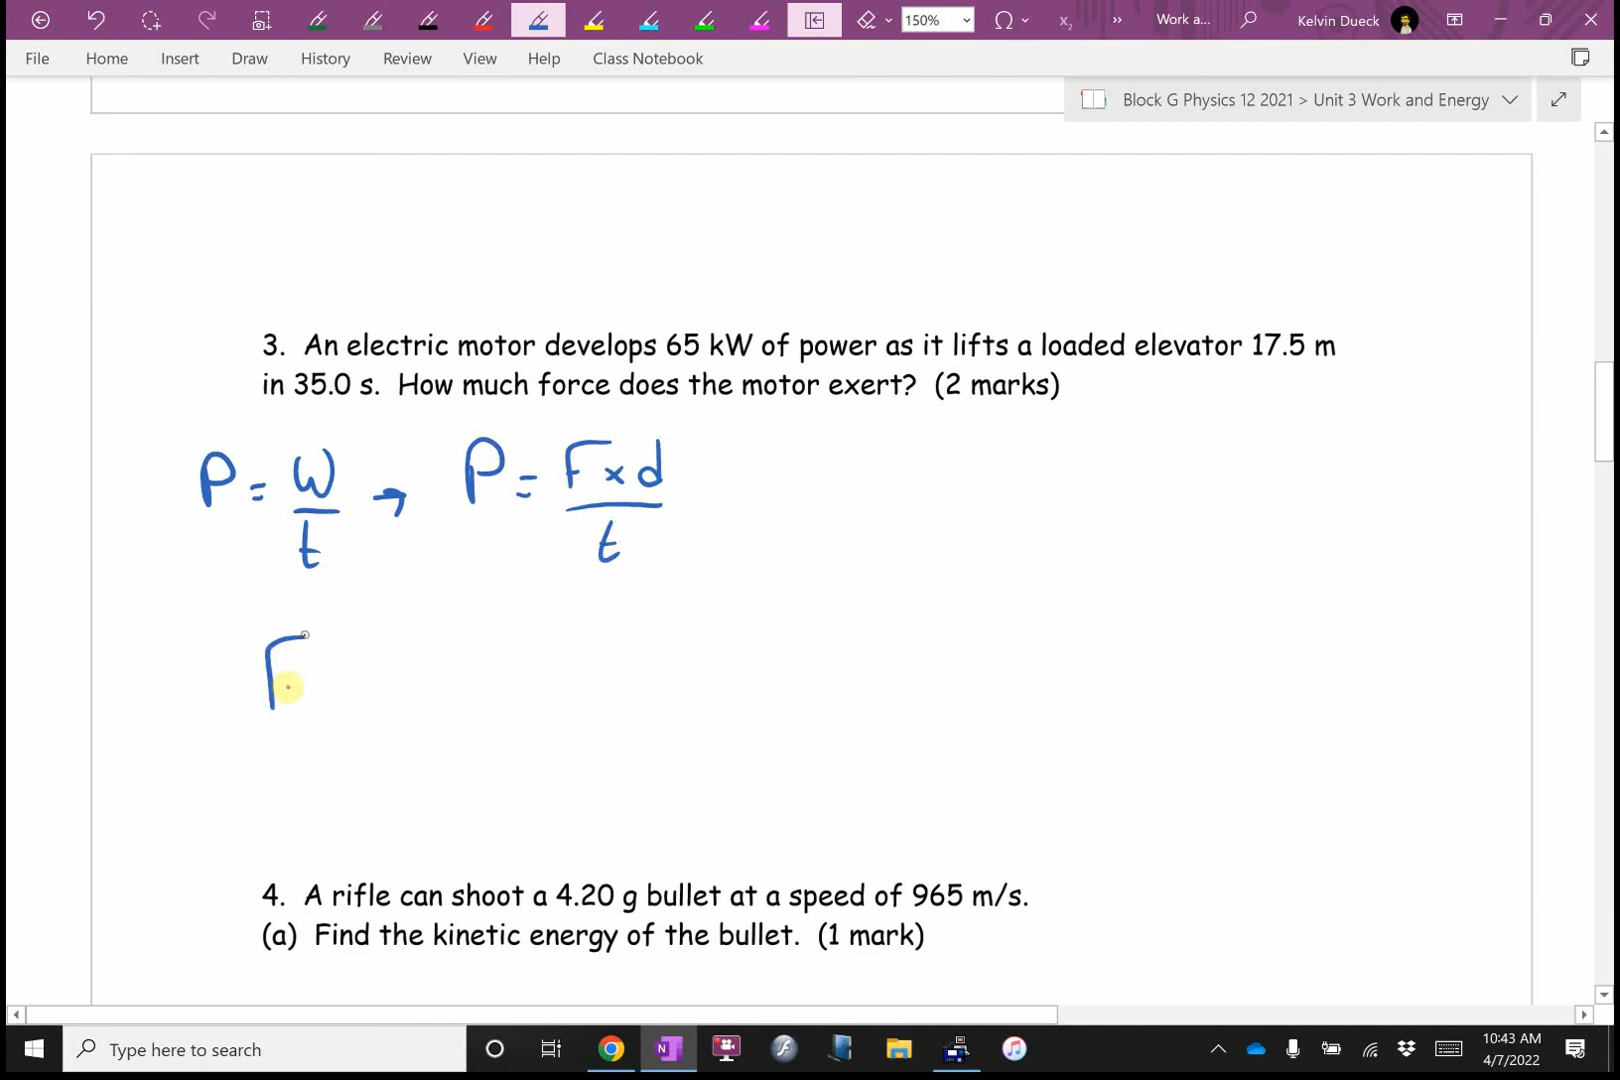 150%
Work a...
Kelvin Dueck
File Home Insert Draw History Review View Help Class Notebook
Block G Physics 12 2021 > Unit 3 Work and Energy
3. An electric motor develops 65 kW of power as it lifts a loaded elevator 17.5 m
in 35.0 s. How much force does the motor exert? (2 marks)
P = W/t → P = F x d/t
4. A rifle can shoot a 4.20 g bullet at a speed of 965 m/s.
(a) Find the kinetic energy of the bullet. (1 mark)
Type here to search
10:43 AM
4/7/2022